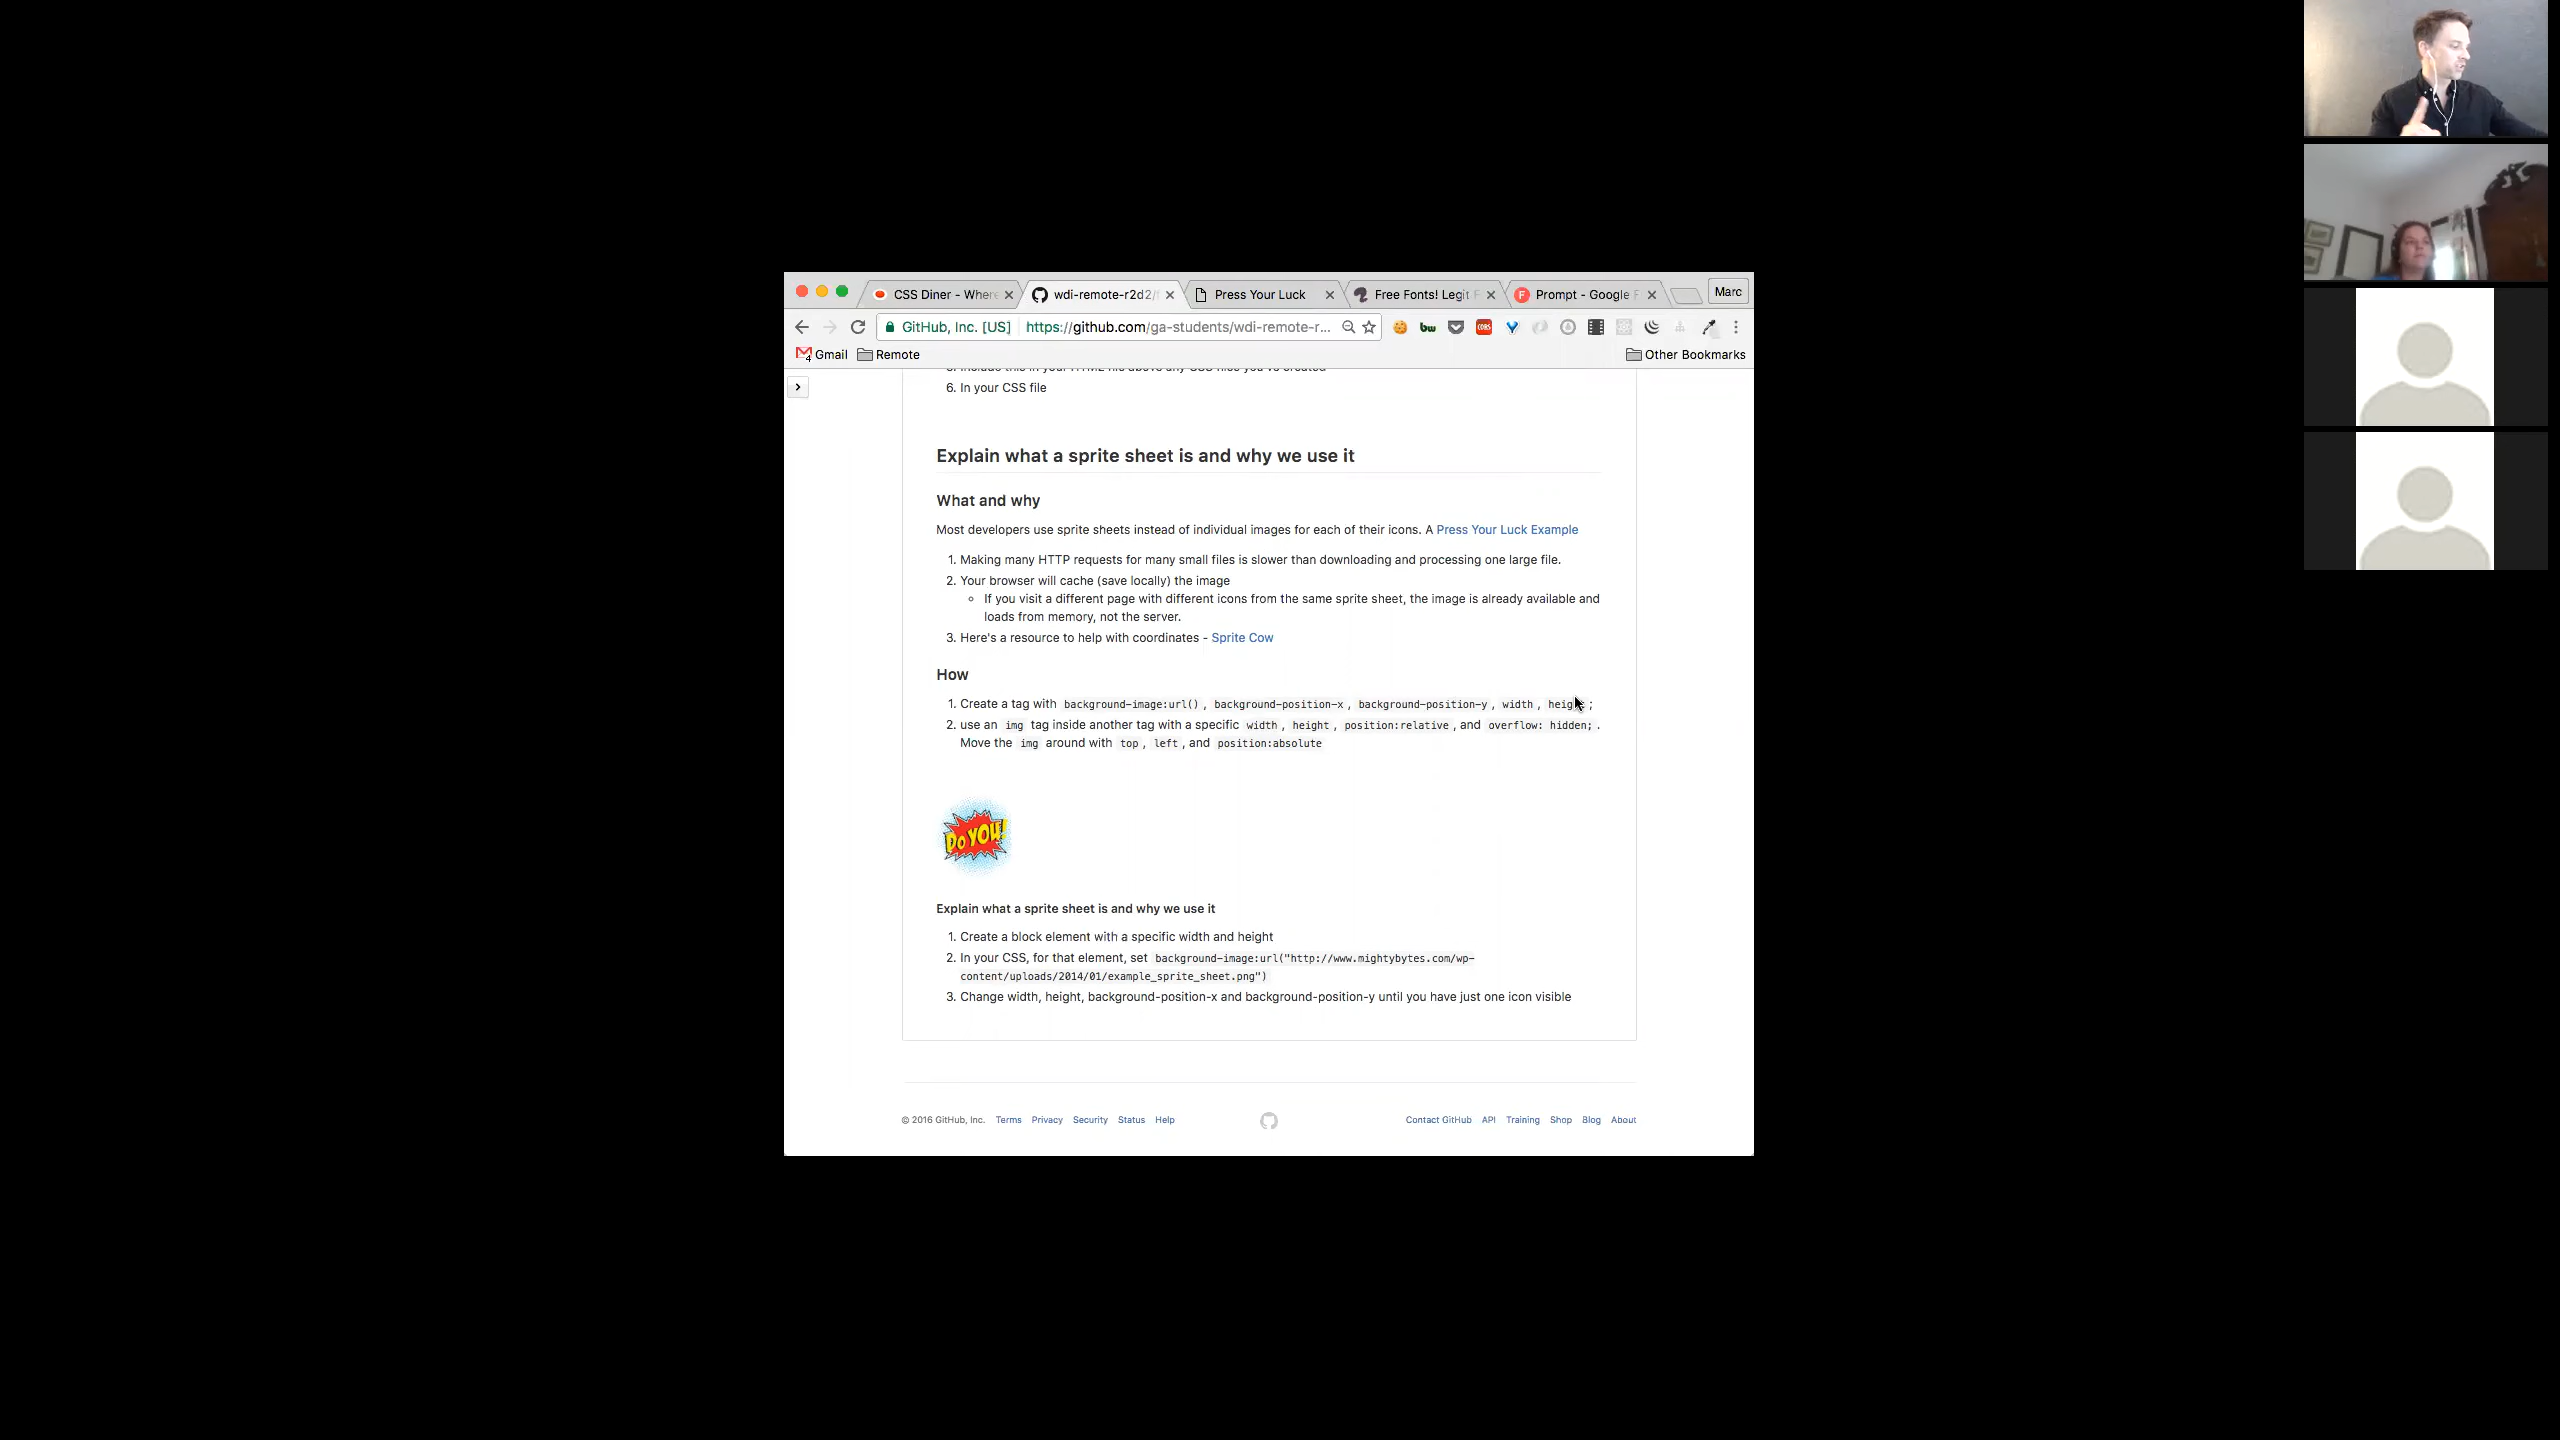 CSS Diner - Where
wdi-remote-r2d2/
Press Your Luck
Free Fonts! Legit F
Prompt - Google F
Marc
GitHub, Inc. [US] https://github.com/ga-students/wdi-remote-r...
Gmail
Remote
Other Bookmarks
6. In your CSS file
Explain what a sprite sheet is and why we use it
What and why
Most developers use sprite sheets instead of individual images for each of their icons. A Press Your Luck Example
1. Making many HTTP requests for many small files is slower than downloading and processing one large file.
2. Your browser will cache (save locally) the image
If you visit a different page with different icons from the same sprite sheet, the image is already available and
loads from memory, not the server.
3. Here's a resource to help with coordinates - Sprite Cow
How
1. Create a tag with background-image:url() , background-position-x , background-position-y , width , ;
2. use an img tag inside another tag with a specific width , height , position:relative , and overflow: hidden; .
Move the img around with top , left , and position:absolute
DO YOU!
Explain what a sprite sheet is and why we use it
1. Create a block element with a specific width and height
2. In your CSS, for that element, set background-image:url("http://www.mightybytes.com/wp-
content/uploads/2014/01/example_sprite_sheet.png")
3. Change width, height, background-position-x and background-position-y until you have just one icon visible
© 2016 GitHub, Inc. Terms Privacy Security Status Help
Contact GitHub API Training Shop Blog About